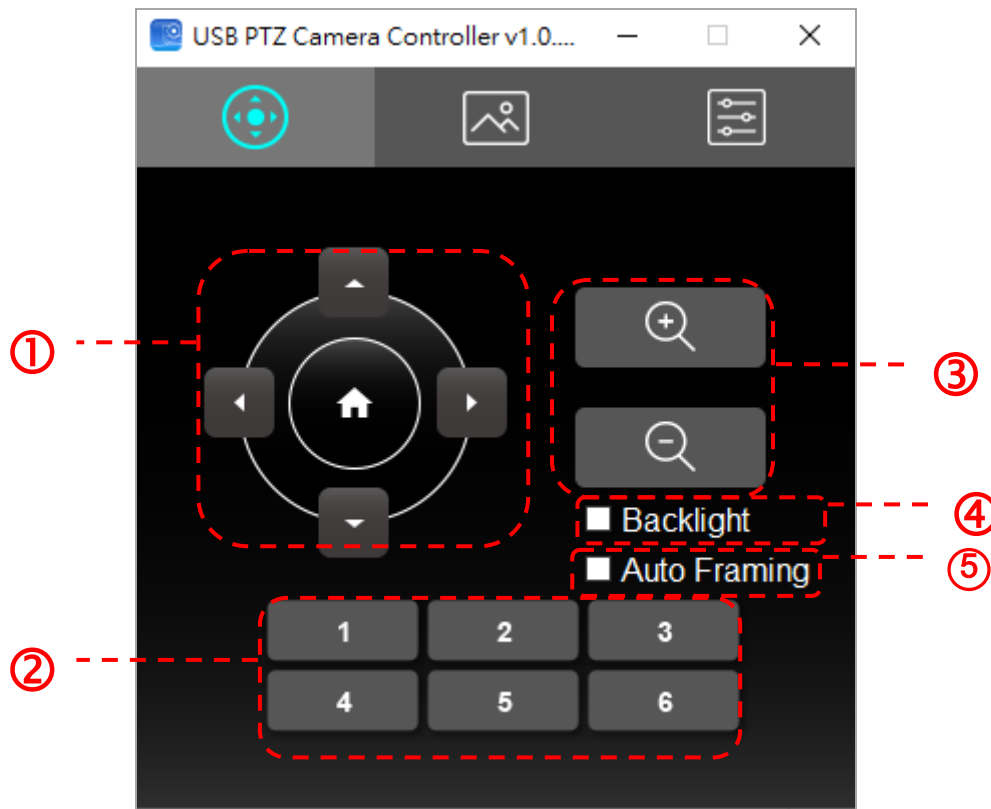 USB PTZ Camera Controller v1.0....
①
③
④
Backlight
⑤
Auto Framing
②
1 2 3
4 5 6